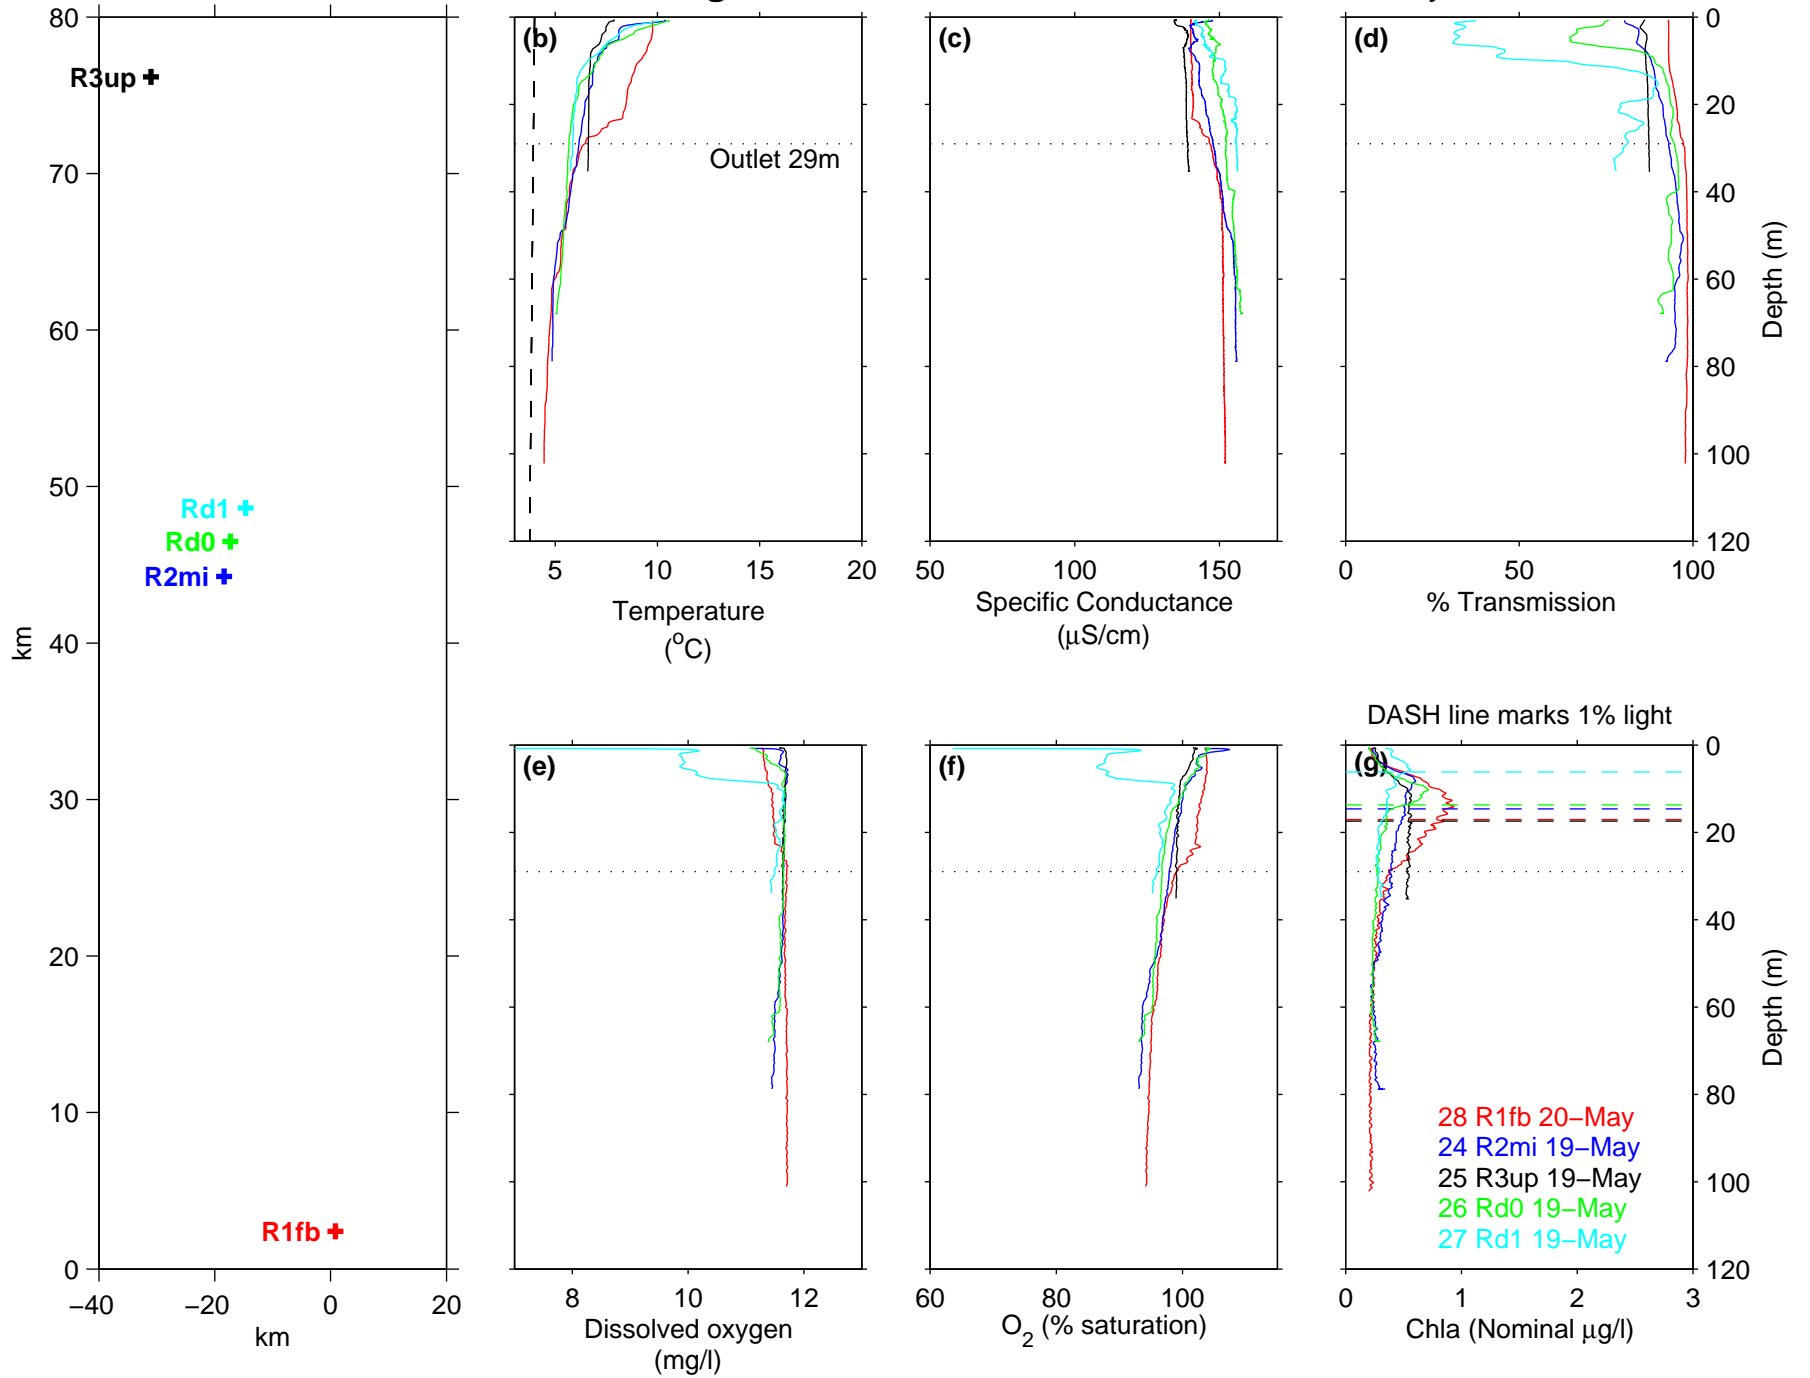 80
70
60
50
40
30
20
10
0
km
−40
−20
0
20
km
R3up
Rd1
Rd0
R2mi
R1fb
(b)
Outlet 29m
5
10
15
20
Temperature
(°C)
(c)
50
100
150
Specific Conductance
(μS/cm)
(d)
0
50
100
% Transmission
0
20
40
60
80
100
120
Depth (m)
(e)
8
10
12
Dissolved oxygen
(mg/l)
(f)
60
80
100
O2 (% saturation)
DASH line marks 1% light
(g)
28 R1fb 20−May
24 R2mi 19−May
25 R3up 19−May
26 Rd0 19−May
27 Rd1 19−May
0
1
2
3
Chla (Nominal μg/l)
0
20
40
60
80
100
120
Depth (m)